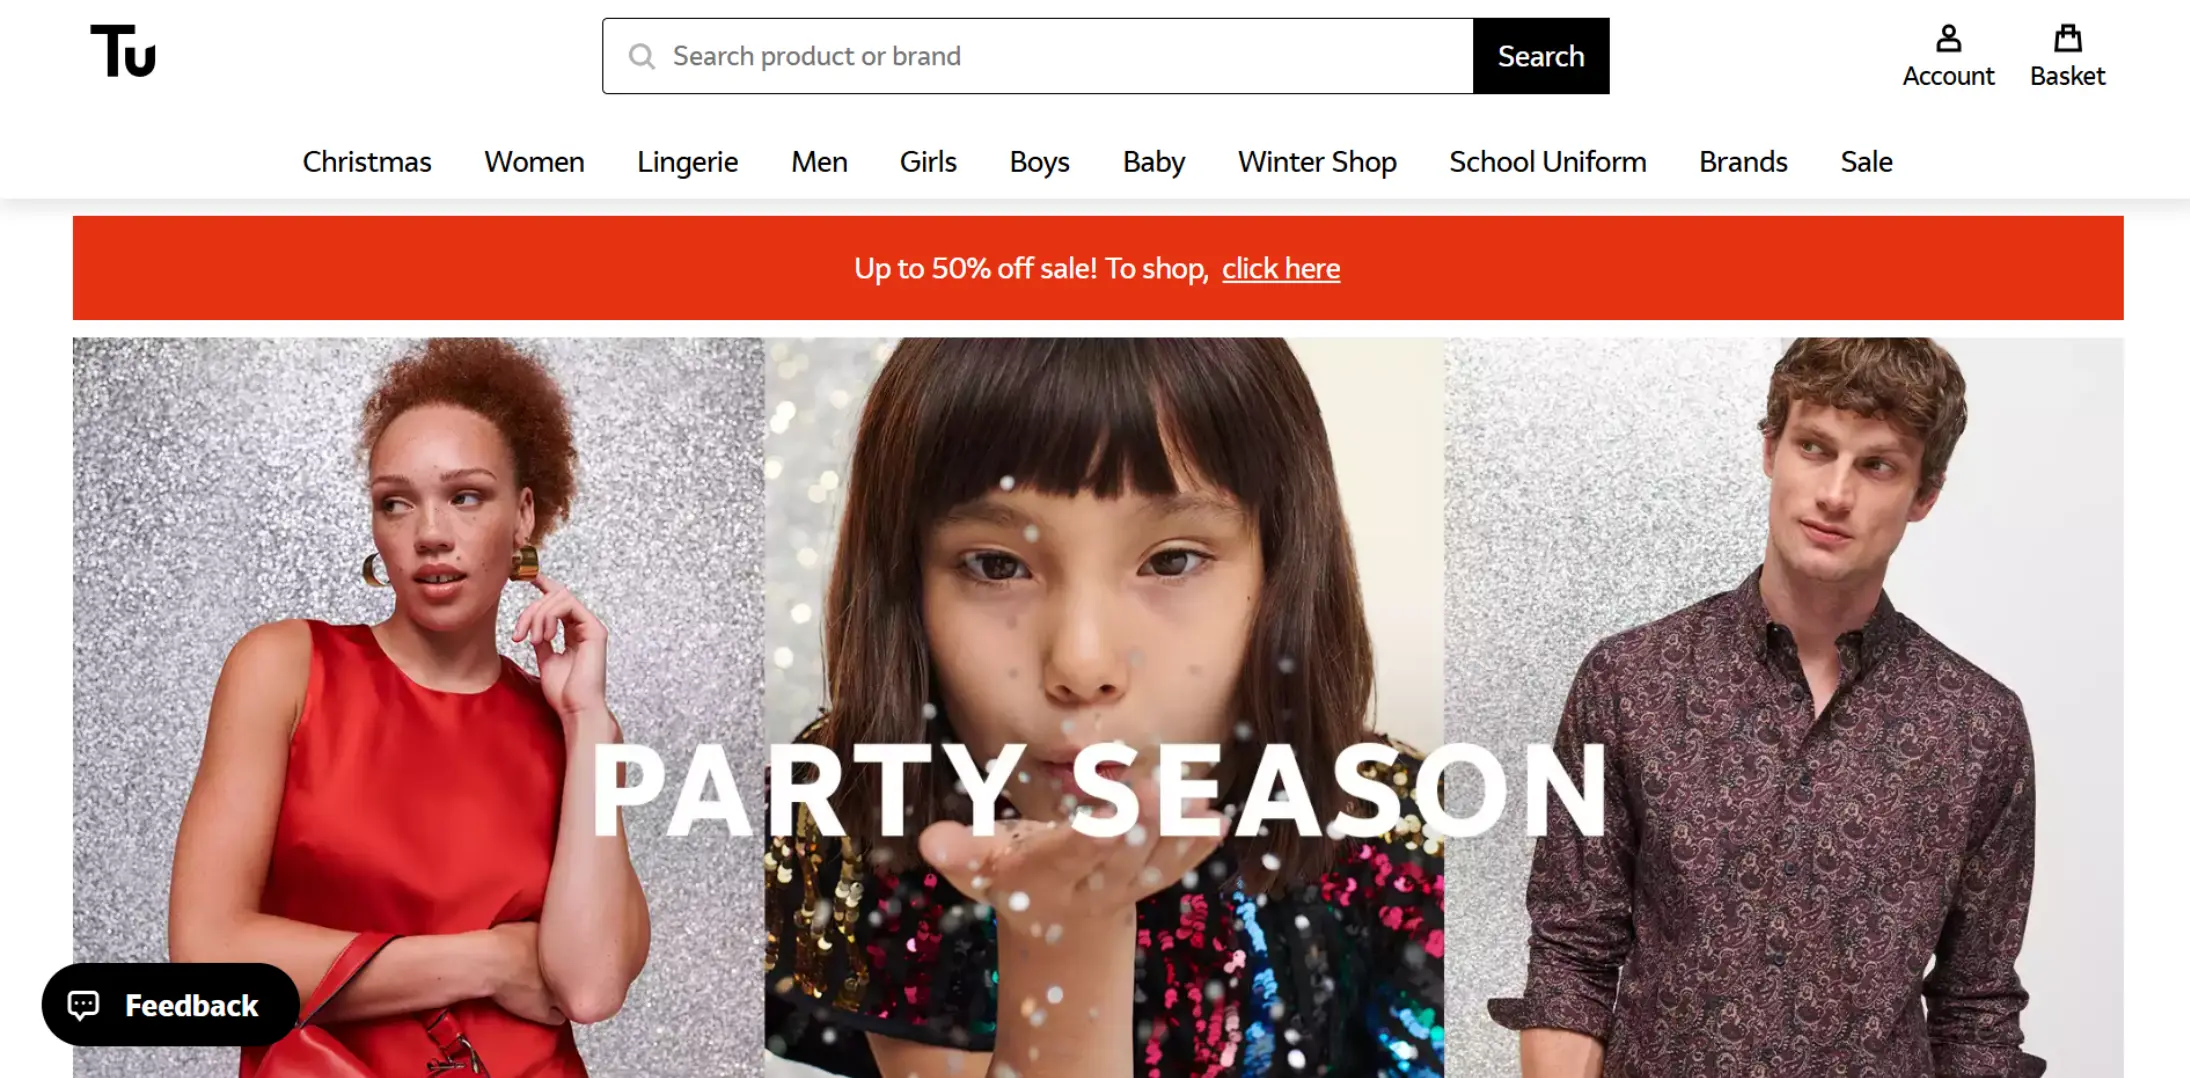 Tu
Search product or brand
Search
Account
Basket
Christmas
Women
Lingerie
Men
Girls
Boys
Baby
Winter Shop
School Uniform
Brands
Sale
Up to 50% off sale! To shop, click here
PARTY SEASON
Feedback